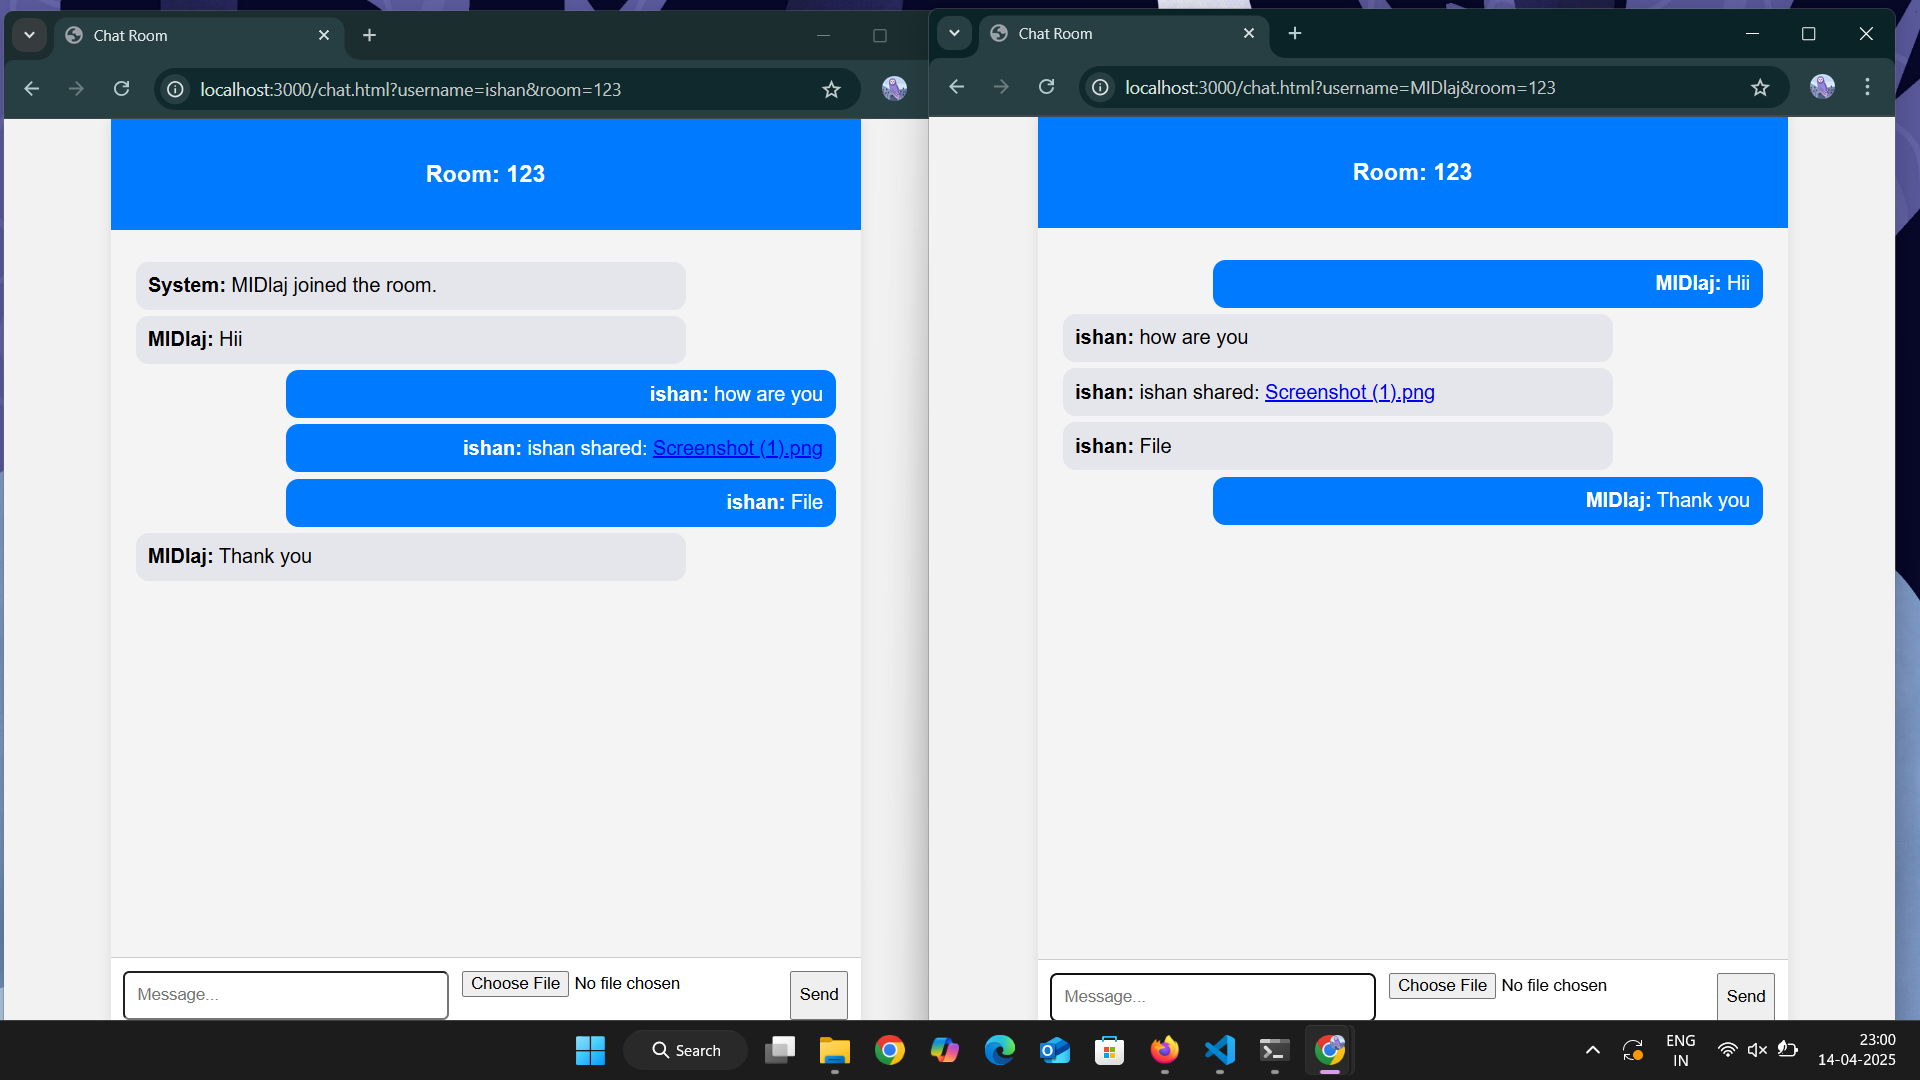 Chat Room
localhost:3000/chat.html?username=ishan&room=123
Room: 123
System: MIDlaj joined the room.
MIDlaj: Hii
ishan: how are you
ishan: ishan shared: Screenshot (1).png
ishan: File
MIDlaj: Thank you
Message...
Choose File No file chosen
Send
Chat Room
localhost:3000/chat.html?username=MIDlaj&room=123
Room: 123
MIDlaj: Hii
ishan: how are you
ishan: ishan shared: Screenshot (1).png
ishan: File
MIDlaj: Thank you
Message...
Choose File No file chosen
Send
Search
ENG
IN
23:00
14-04-2025